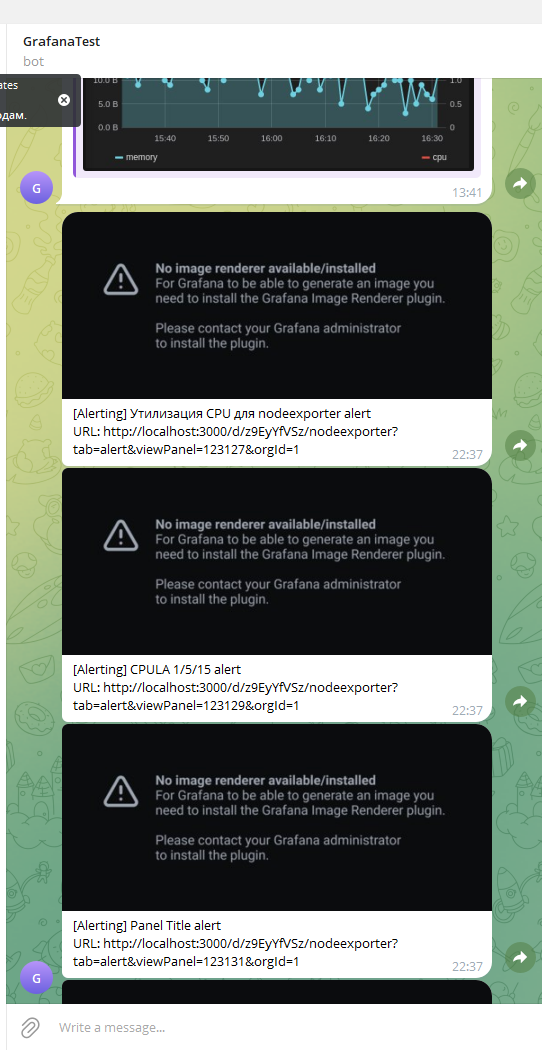 GrafanaTest
bot
ates
одам.
10.0 B
1.0
5.0 B
0.5
0.0 B
0
15:40 15:50 16:00 16:10 16:20 16:30
memory
cpu
G
13:41
No image renderer available/installed
For Grafana to be able to generate an image you
need to install the Grafana Image Renderer plugin.
Please contact your Grafana administrator
to install the plugin.
[Alerting] Утилизация CPU для nodeexporter alert
URL: http://localhost:3000/d/z9EyYfVSz/nodeexporter?
tab=alert&viewPanel=123127&orgId=1
22:37
No image renderer available/installed
For Grafana to be able to generate an image you
need to install the Grafana Image Renderer plugin.
Please contact your Grafana administrator
to install the plugin.
[Alerting] CPULA 1/5/15 alert
URL: http://localhost:3000/d/z9EyYfVSz/nodeexporter?
tab=alert&viewPanel=123129&orgId=1
22:37
No image renderer available/installed
For Grafana to be able to generate an image you
need to install the Grafana Image Renderer plugin.
Please contact your Grafana administrator
to install the plugin.
[Alerting] Panel Title alert
URL: http://localhost:3000/d/z9EyYfVSz/nodeexporter?
tab=alert&viewPanel=123131&orgId=1
22:37
G
Write a message...